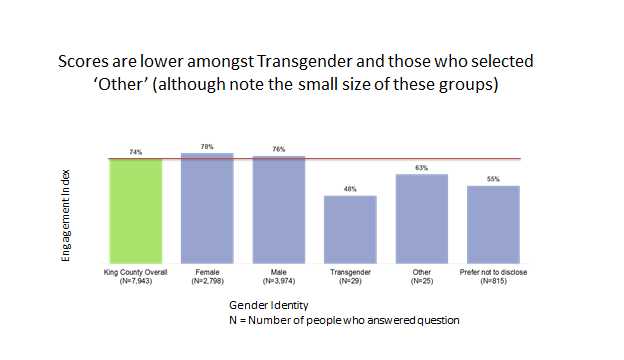 Scores are lower amongst Transgender and those who selected
‘Other’ (although note the small size of these groups)
Engagement Index
74%
78%
76%
48%
63%
55%
King County Overall
(N=7,943)
Female
(N=2,798)
Male
(N=3,974)
Transgender
(N=29)
Other
(N=25)
Prefer not to disclose
(N=815)
Gender Identity
N = Number of people who answered question